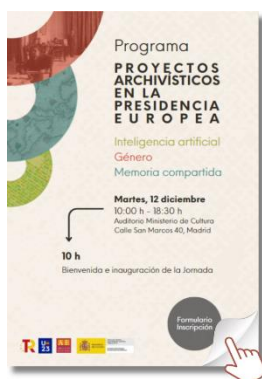 Programa
PROYECTOS
ARCHIVÍSTICOS
EN LA
PRESIDENCIA
EUROPEA
Inteligencia artificial
Género
Memoria compartida
Martes, 12 diciembre
10:00 h - 18:30 h
Auditorio Ministerio de Cultura
Calle San Marcos 40, Madrid
10 h
Bienvenida e inauguración de la Jornada
Formulario
Inscripción